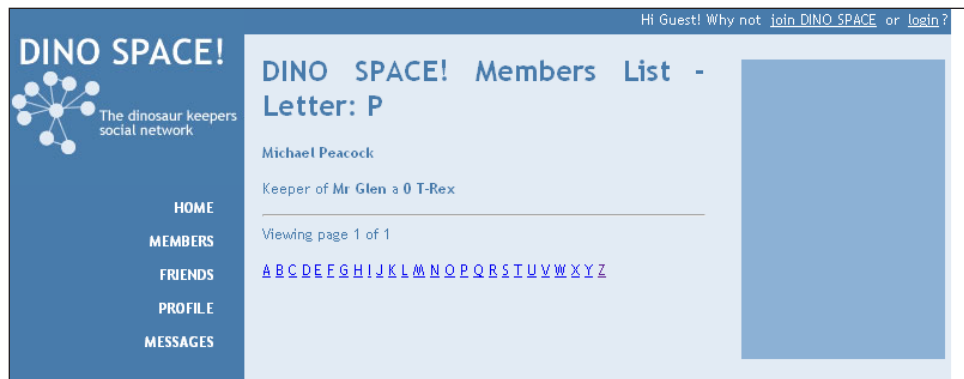 Hi Guest! Why not join DINO SPACE or login?
DINO SPACE!
The dinosaur keepers
social network
HOME
MEMBERS
FRIENDS
PROFILE
MESSAGES
DINO SPACE! Members List -
Letter: P
Michael Peacock
Keeper of Mr Glen a 0 T-Rex
Viewing page 1 of 1
A B C D E F G H I J K L M N O P Q R S T U V W X Y Z